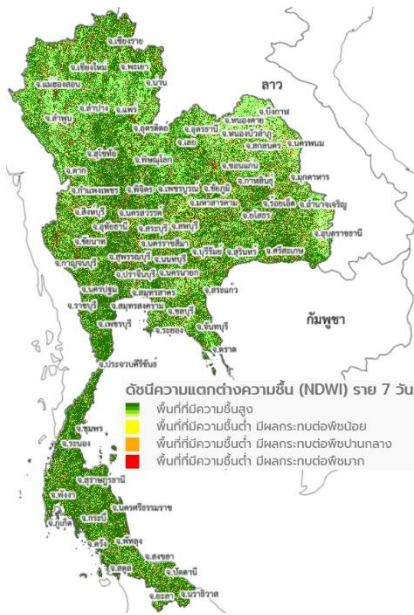 จ.เชียงราย
จ.เชียงใหม่
จ.พะเยา
จ.น่าน
จ.แม่ฮ่องสอน
ลาว
จ.ลำปาง
จ.แพร่
จ.ลำพูน
จ.บึงกาฬ
จ.หนองคาย
จ.อุตรดิตถ์
จ.อุดรธานี
จ.หนองบัวลำภู
จ.เลย
จ.สกลนคร
จ.นครพนม
จ.สุโขทัย
จ.พิษณุโลก
จ.ขอนแก่น
จ.ตาก
จ.กาฬสินธุ์
จ.มุกดาหาร
จ.กำแพงเพชร
จ.พิจิตร
จ.เพชรบูรณ์
จ.ชัยภูมิ
จ.มหาสารคาม
จ.ร้อยเอ็ด
จ.อำนาจเจริญ
จ.ยโสธร
จ.สิงห์บุรี
จ.นครสวรรค์
จ.อุทัยธานี
จ.สระบุรี
จ.ลพบุรี
จ.อุบลราชธานี
จ.ชัยนาท
จ.นครราชสีมา
จ.บุรีรัมย์
จ.สุรินทร์
จ.ศรีสะเกษ
จ.สุพรรณบุรี
จ.นนทบุรี
จ.กาญจนบุรี
จ.ปราจีนบุรี
จ.นครนายก
จ.นครปฐม
จ.สมุทรสาคร
จ.สระแก้ว
จ.ราชบุรี
จ.สมุทรสงคราม
จ.ชลบุรี
กัมพูชา
จ.เพชรบุรี
จ.ระยอง
จ.จันทบุรี
จ.ตราด
จ.ประจวบคีรีขันธ์
ดัชนีความแตกต่างความชื้น (NDWI) ราย 7 วัน
พื้นที่ที่มีความชื้นสูง
พื้นที่ที่มีความชื้นต่ำ มีผลกระทบต่อพืชน้อย
พื้นที่ที่มีความชื้นต่ำ มีผลกระทบต่อพืชปานกลาง
พื้นที่ที่มีความชื้นต่ำ มีผลกระทบต่อพืชมาก
จ.ชุมพร
จ.ระนอง
จ.สุราษฎร์ธานี
จ.พังงา
จ.นครศรีธรรมราช
จ.กระบี่
จ.ภูเก็ต
จ.ตรัง
จ.พัทลุง
จ.สงขลา
จ.สตูล
จ.ปัตตานี
จ.ยะลา
จ.นราธิวาส